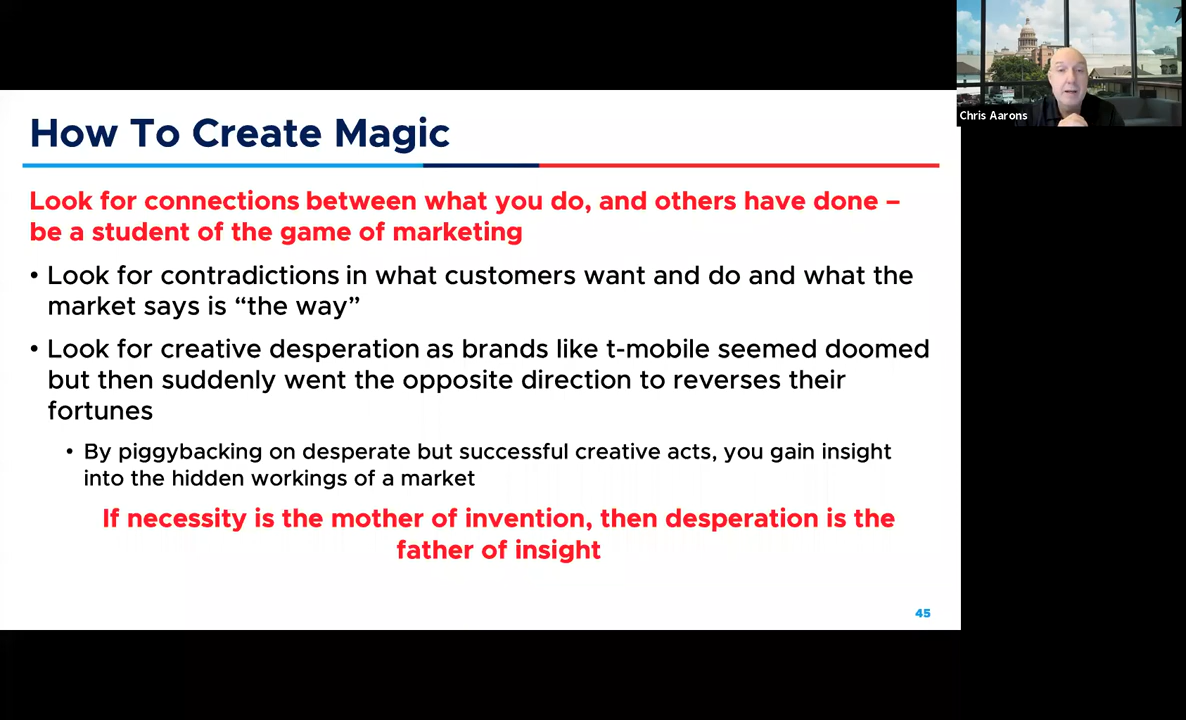 How To Create Magic
Chris Aarons
Look for connections between what you do, and others have done –
be a student of the game of marketing
• Look for contradictions in what customers want and do and what the
market says is “the way”
• Look for creative desperation as brands like t-mobile seemed doomed
but then suddenly went the opposite direction to reverses their
fortunes
• By piggybacking on desperate but successful creative acts, you gain insight
into the hidden workings of a market
If necessity is the mother of invention, then desperation is the
father of insight
45